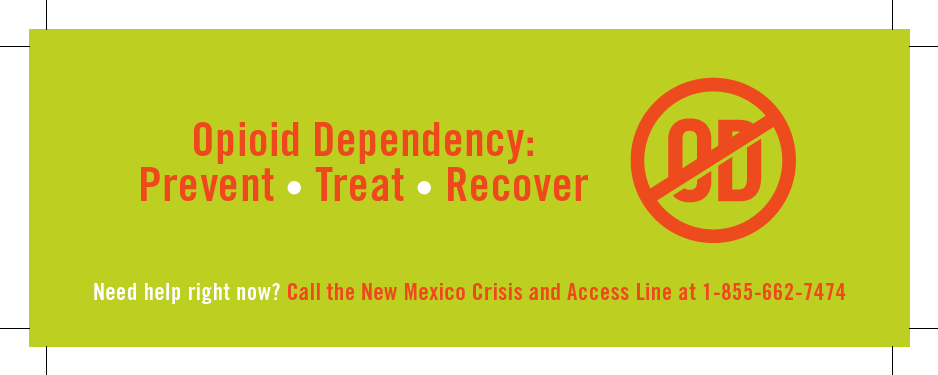 Opioid Dependency:
Prevent • Treat • Recover
OD
Need help right now? Call the New Mexico Crisis and Access Line at 1-855-662-7474